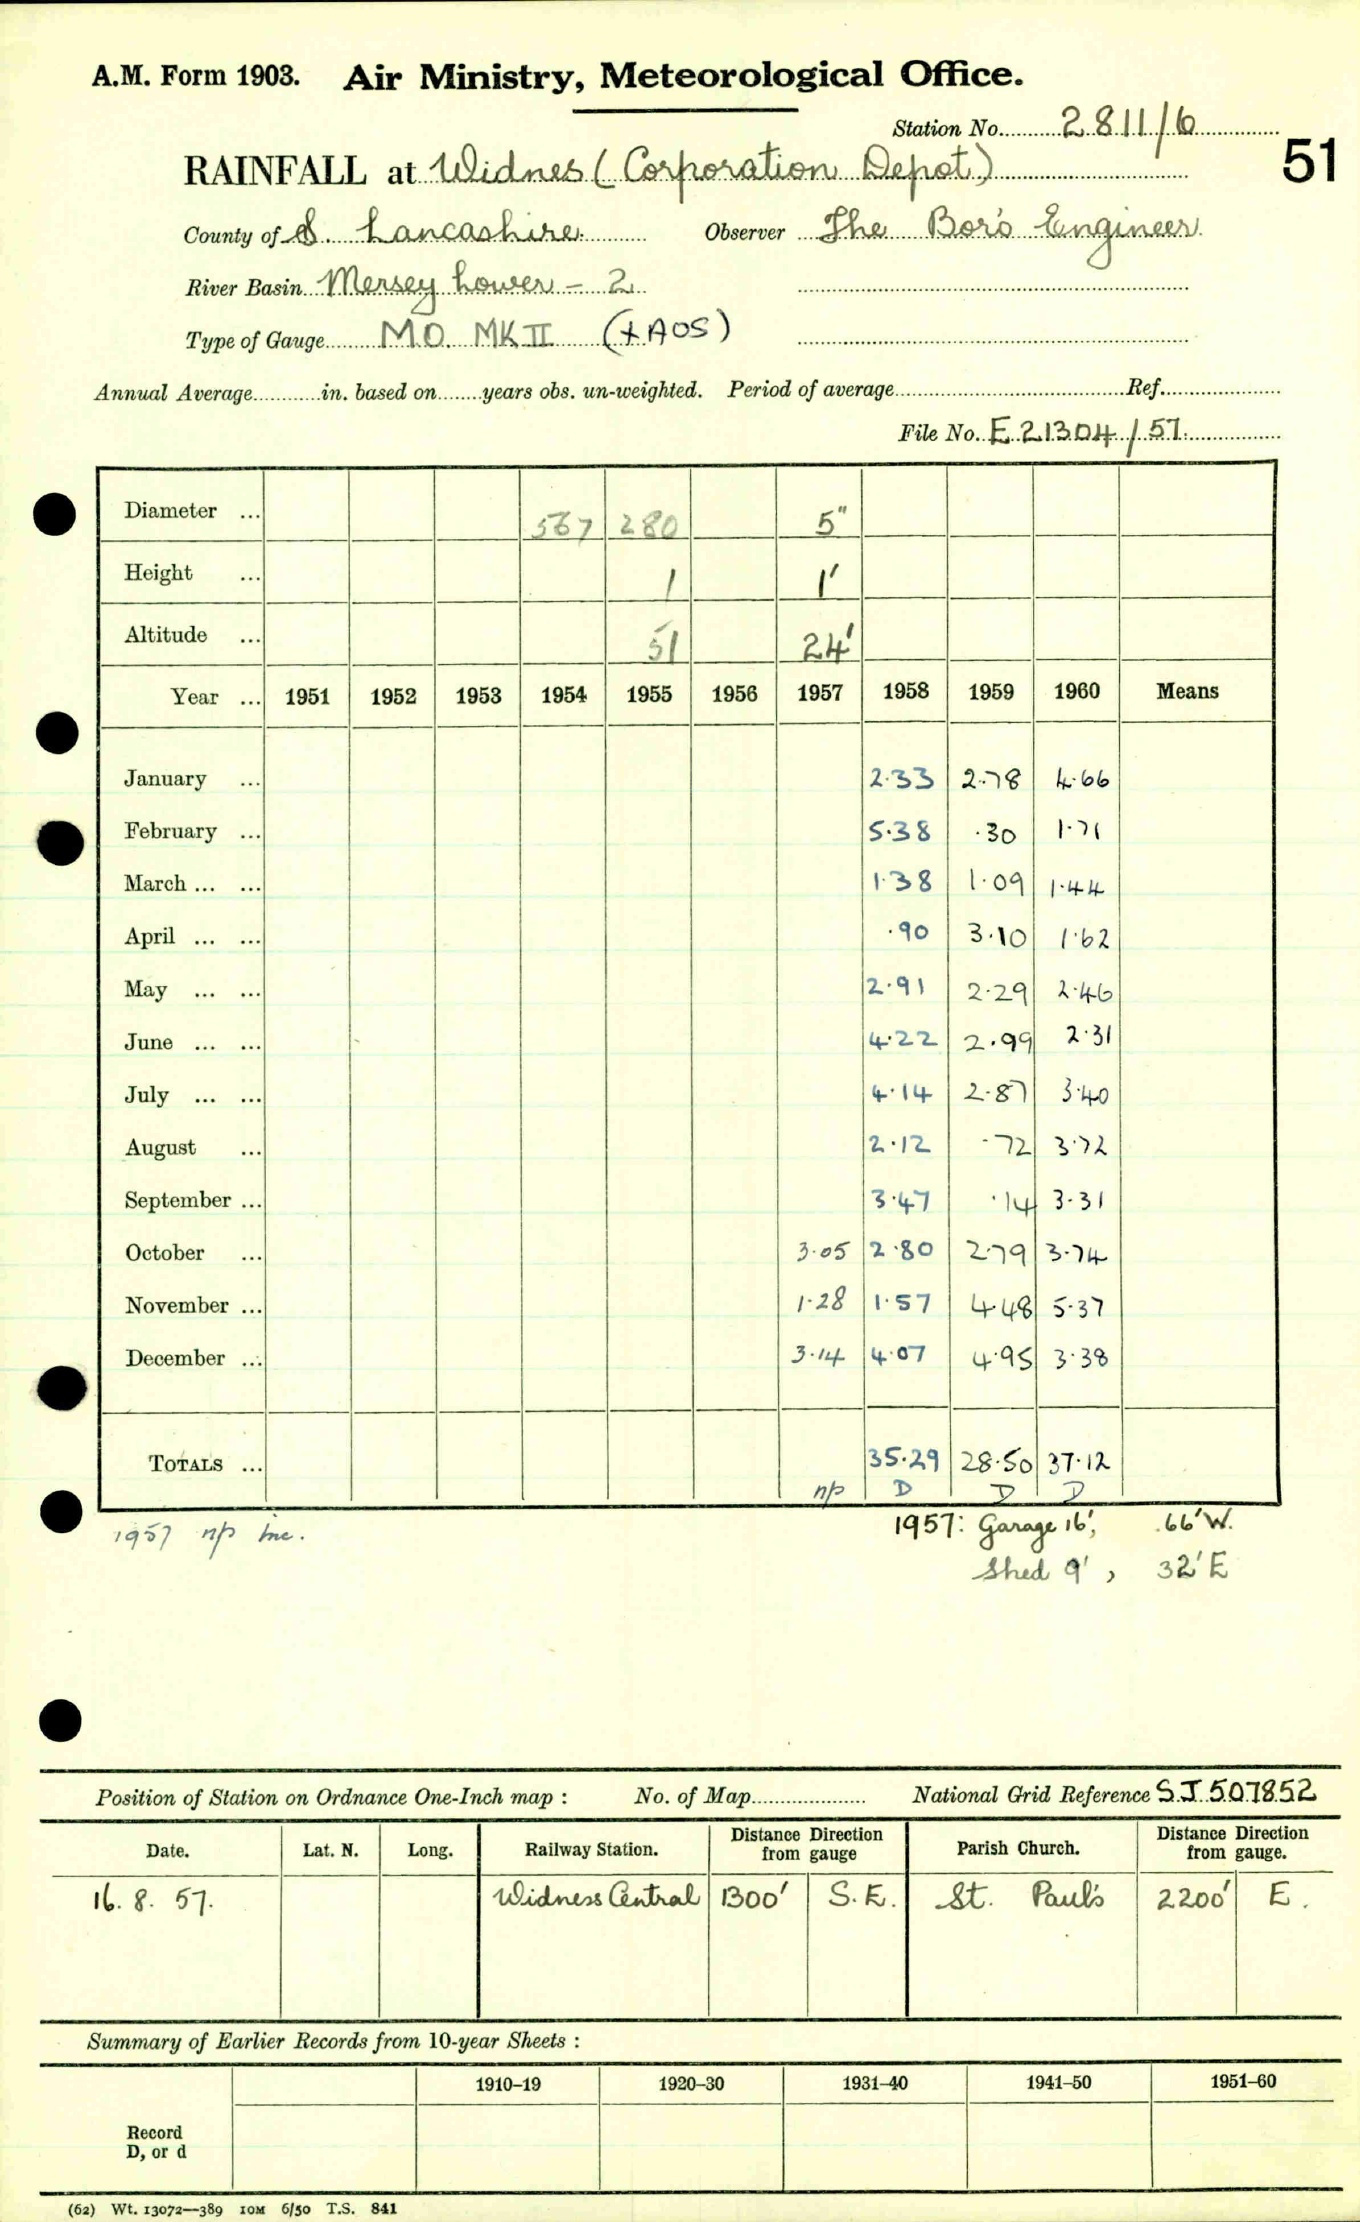 A.M. Form 1903. Air Ministry, Meteorological Office.
Station No. 2811/6
51
RAINFALL at Widnes (Corporation Depot)
County of S. Lancashire. Observer The Boro Engineer
River Basin Mersey Lower - 2
Type of Gauge MO MK II (+AOS)
Annual Average in. based on years obs. un-weighted. Period of average Ref.
File No. E 21304/57.
Diameter ... 567 280 5"
Height ... 1 1'
Altitude ... 51 24'
Year ... 1951 1952 1953 1954 1955 1956 1957 1958 1959 1960 Means
January ... 2.33 2.78 4.66
February ... 5.38 .30 1.71
March ... ... 1.38 1.09 1.44
April ... ... .90 3.10 1.62
May ... ... 2.91 2.29 2.46
June ... ... 4.22 2.99 2.31
July ... ... 4.14 2.87 3.40
August ... 2.12 .72 3.72
September ... 3.47 .14 3.31
October ... 3.05 2.80 2.79 3.74
November ... 1.28 1.57 4.48 5.37
December ... 3.14 4.07 4.95 3.38
TOTALS ... 35.29 28.50 37.12
np D D D
1957 np inc. 1957: Garage 16', 66'W.
Shed 9', 32'E
Position of Station on Ordnance One-Inch map : No. of Map National Grid Reference SJ 507852
Date. Lat. N. Long. Railway Station. Distance Direction from gauge Parish Church. Distance Direction from gauge.
16. 8. 57. Widness Central 1300' S.E. St. Paul's 2200' E.
Summary of Earlier Records from 10-year Sheets :
1910–19 1920–30 1931–40 1941–50 1951–60
Record
D, or d
(62) Wt. 13072—389 10M 6/50 T.S. 841